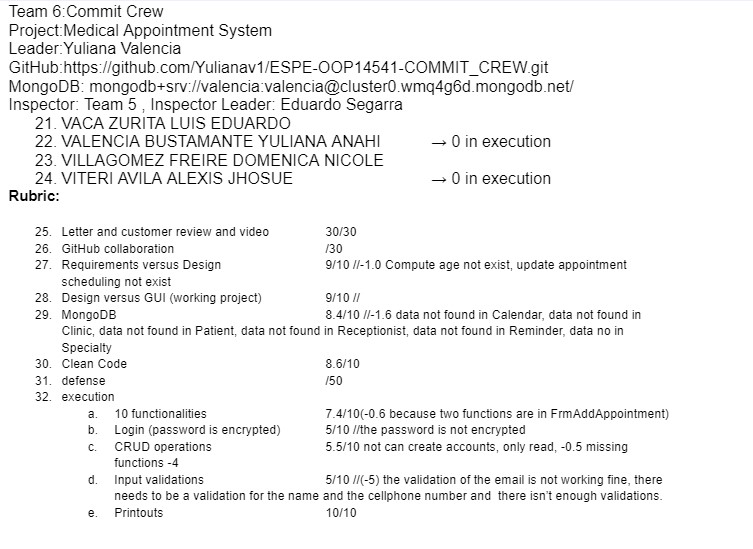 Team 6:Commit Crew
Project:Medical Appointment System
Leader:Yuliana Valencia
GitHub:https://github.com/Yulianav1/ESPE-OOP14541-COMMIT_CREW.git
MongoDB: mongodb+srv://valencia:valencia@cluster0.wmq4g6d.mongodb.net/
Inspector: Team 5 , Inspector Leader: Eduardo Segarra
21. VACA ZURITA LUIS EDUARDO
22. VALENCIA BUSTAMANTE YULIANA ANAHI → 0 in execution
23. VILLAGOMEZ FREIRE DOMENICA NICOLE
24. VITERI AVILA ALEXIS JHOSUE → 0 in execution
Rubric:
25. Letter and customer review and video 30/30
26. GitHub collaboration /30
27. Requirements versus Design 9/10 //-1.0 Compute age not exist, update appointment
scheduling not exist
28. Design versus GUI (working project) 9/10 //
29. MongoDB 8.4/10 //-1.6 data not found in Calendar, data not found in
Clinic, data not found in Patient, data not found in Receptionist, data not found in Reminder, data no in
Specialty
30. Clean Code 8.6/10
31. defense /50
32. execution
a. 10 functionalities 7.4/10(-0.6 because two functions are in FrmAddAppointment)
b. Login (password is encrypted) 5/10 //the password is not encrypted
c. CRUD operations 5.5/10 not can create accounts, only read, -0.5 missing
functions -4
d. Input validations 5/10 //(-5) the validation of the email is not working fine, there
needs to be a validation for the name and the cellphone number and there isn't enough validations.
e. Printouts 10/10